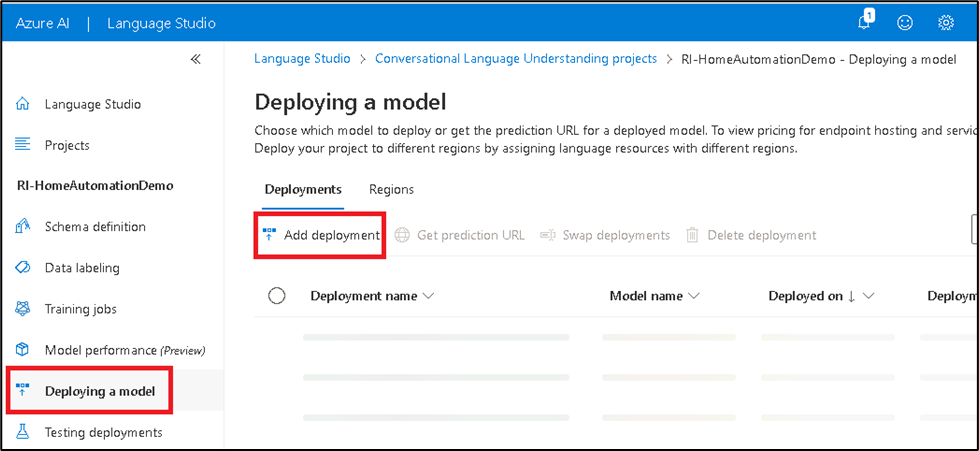 Azure AI | Language Studio
1
Language Studio > Conversational Language Understanding projects > RI-HomeAutomationDemo - Deploying a model
Language Studio
Projects
RI-HomeAutomationDemo
Schema definition
Data labeling
Training jobs
Model performance (Preview)
Deploying a model
Testing deployments
Deploying a model
Choose which model to deploy or get the prediction URL for a deployed model. To view pricing for endpoint hosting and servic
Deploy your project to different regions by assigning language resources with different regions.
Deployments Regions
Add deployment Get prediction URL Swap deployments Delete deployment
Deployment name Model name Deployed on Deploym